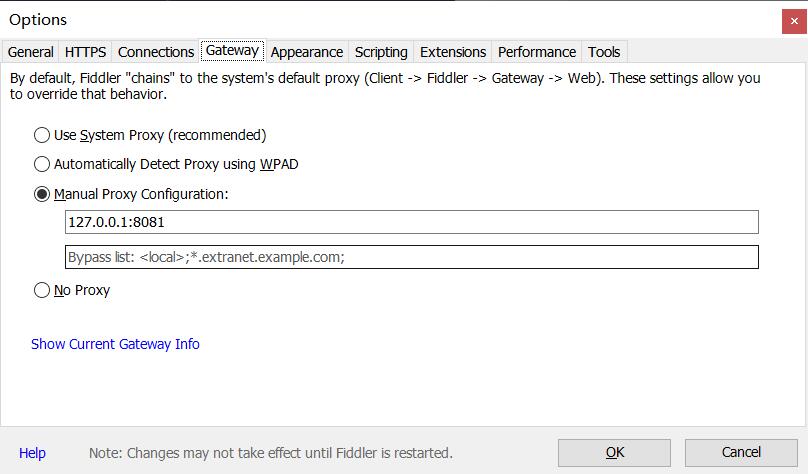 Options
General HTTPS Connections Gateway Appearance Scripting Extensions Performance Tools
By default, Fiddler "chains" to the system's default proxy (Client -> Fiddler -> Gateway -> Web). These settings allow you
to override that behavior.
Use System Proxy (recommended)
Automatically Detect Proxy using WPAD
Manual Proxy Configuration:
127.0.0.1:8081
Bypass list: <local>;*.extranet.example.com;
No Proxy
Show Current Gateway Info
Help Note: Changes may not take effect until Fiddler is restarted. OK Cancel